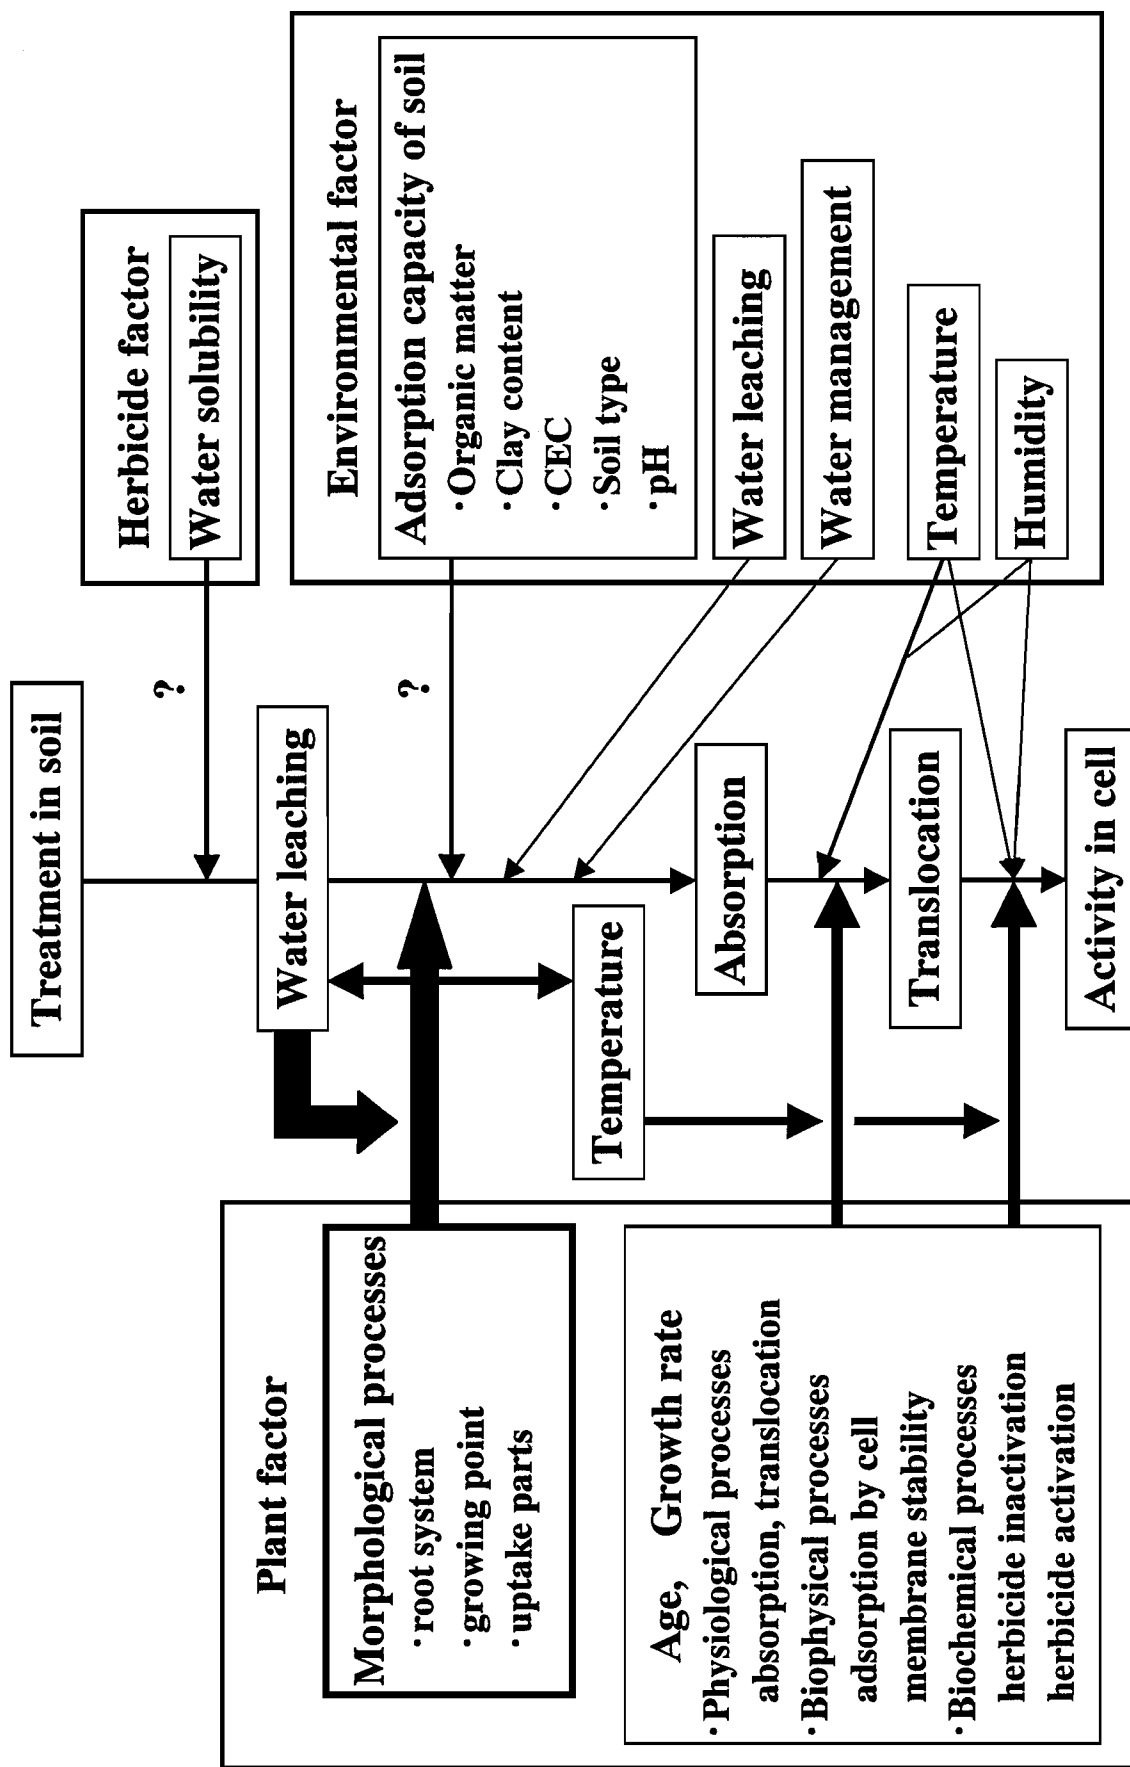 Treatment in soil
Herbicide factor
Water solubility
?
Water leaching
Environmental factor
Adsorption capacity of soil
·Organic matter
·Clay content
·CEC
·Soil type
·pH
?
Water leaching
Water management
Temperature
Humidity
Temperature
Absorption
Translocation
Activity in cell
Plant factor
Morphological processes
·root system
·growing point
·uptake parts
Age, Growth rate
·Physiological processes
absorption, translocation
·Biophysical processes
adsorption by cell
membrane stability
·Biochemical processes
herbicide inactivation
herbicide activation